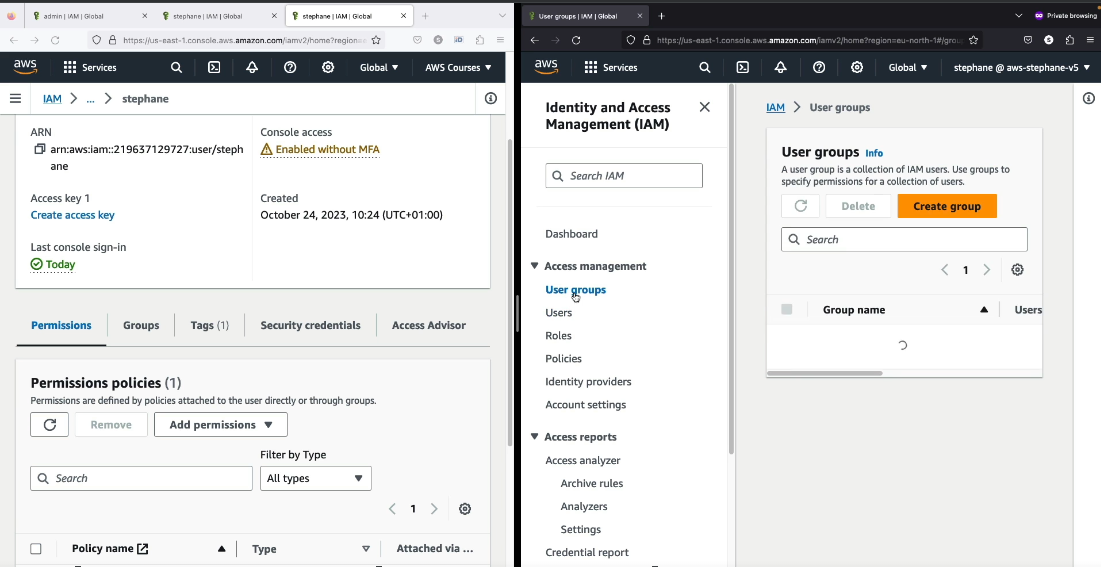 admin | IAM | Global
stephane | IAM | Global
stephane | IAM | Global
https://us-east-1.console.aws.amazon.com/iamv2/home?region=
aws
Services
Global
AWS Courses
IAM
...
stephane
ARN
arn:aws:iam::219637129727:user/steph
ane
Console access
Enabled without MFA
Access key 1
Create access key
Created
October 24, 2023, 10:24 (UTC+01:00)
Last console sign-in
Today
Permissions
Groups
Tags (1)
Security credentials
Access Advisor
Permissions policies (1)
Permissions are defined by policies attached to the user directly or through groups.
Remove
Add permissions
Filter by Type
Search
All types
1
Policy name
Type
Attached via ...
User groups | IAM | Global
Private browsing
https://us-east-1.console.aws.amazon.com/iamv2/home?region=eu-north-1#/grou
aws
Services
Global
stephane @ aws-stephane-v5
Identity and Access
Management (IAM)
Search IAM
Dashboard
Access management
User groups
Users
Roles
Policies
Identity providers
Account settings
Access reports
Access analyzer
Archive rules
Analyzers
Settings
Credential report
IAM
User groups
User groups Info
A user group is a collection of IAM users. Use groups to
specify permissions for a collection of users.
Delete
Create group
Search
1
Group name
Users